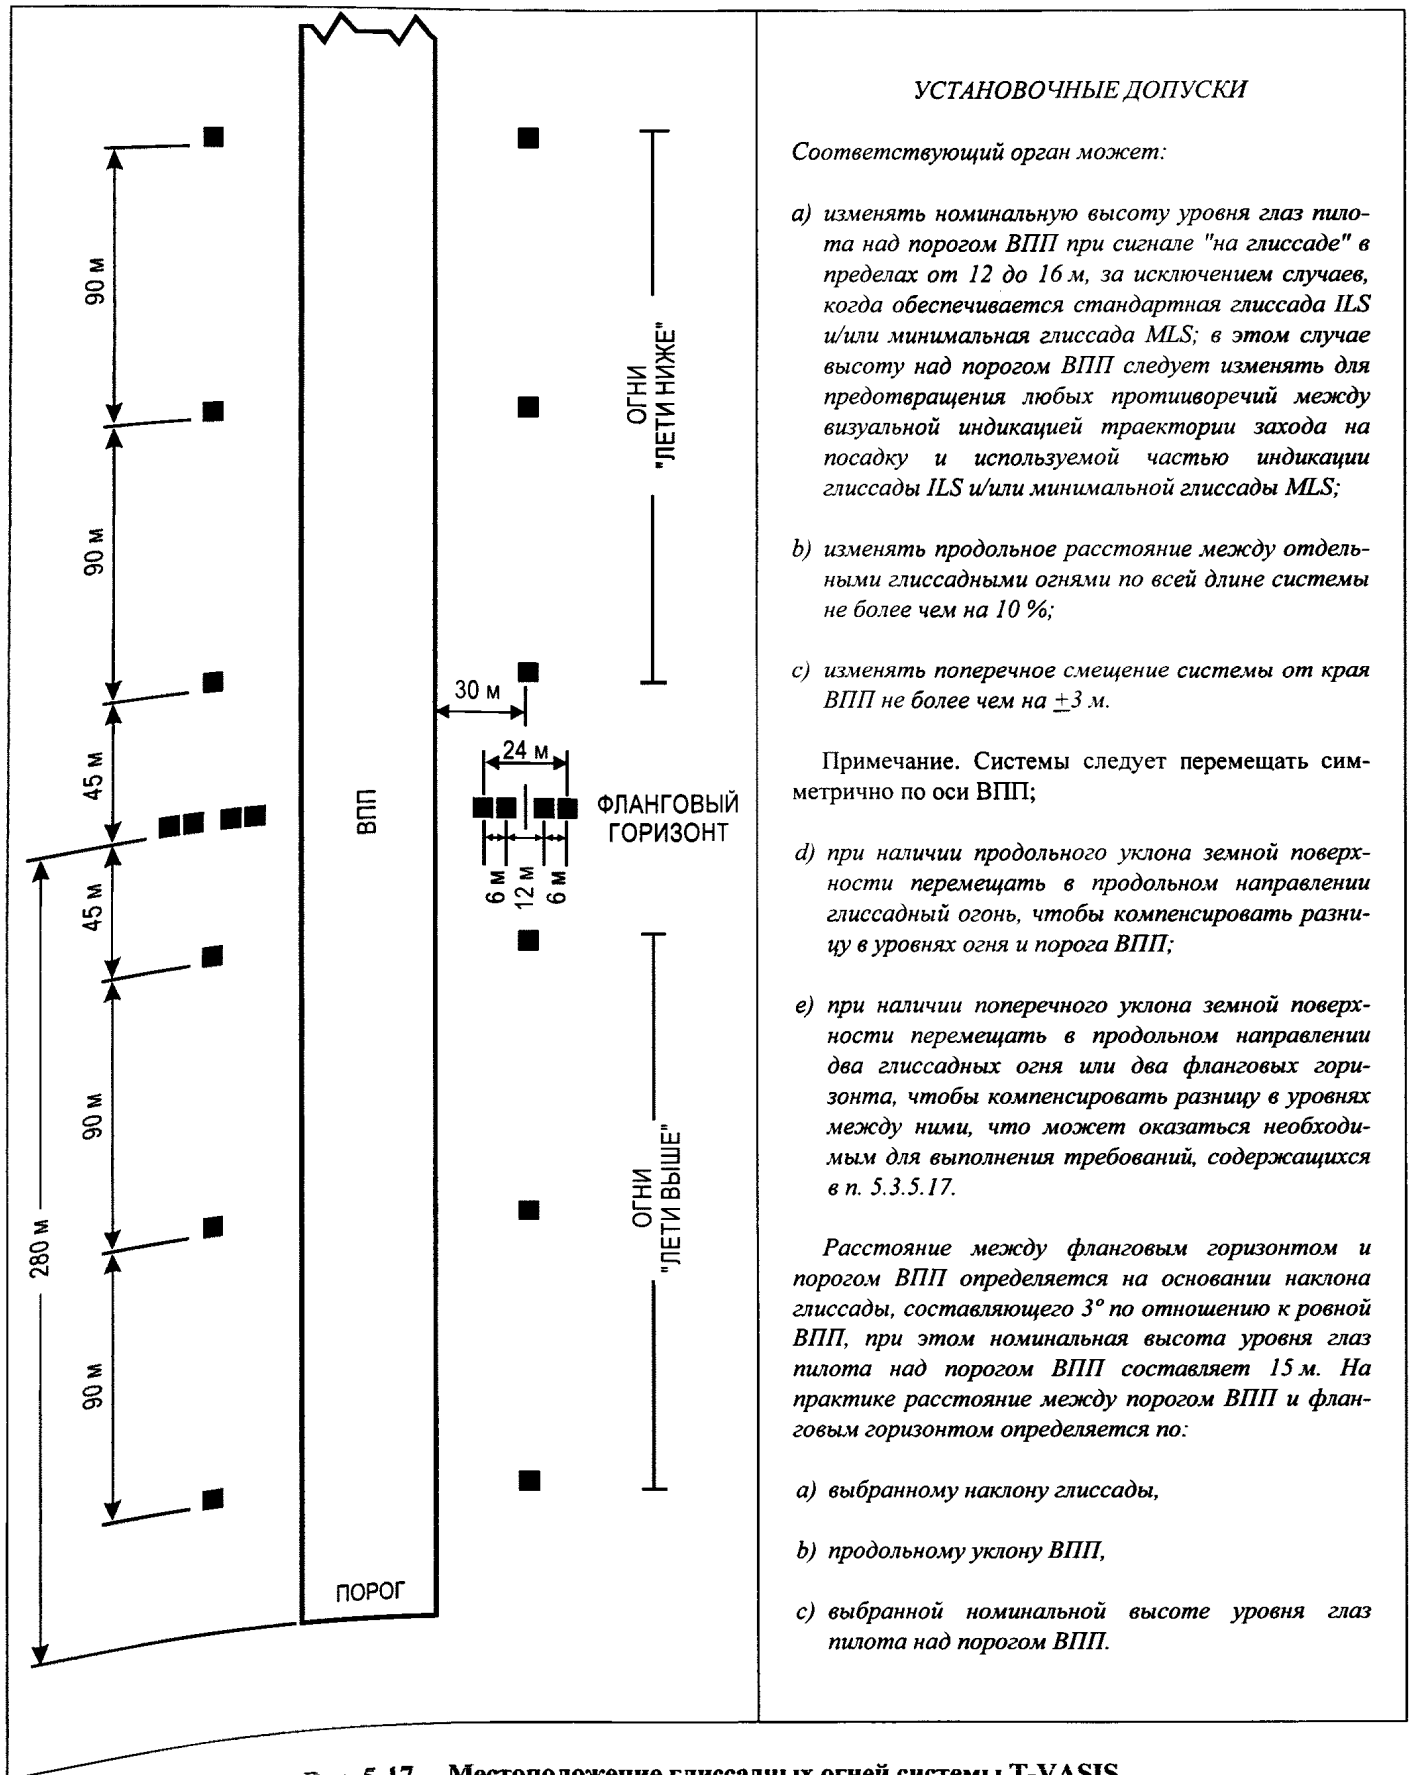 90 м
90 м
45 м
45 м
90 м
90 м
280 м
ВПП
ПОРОГ
30 м
24 м
6 м
12 м
6 м
ФЛАНГОВЫЙ
ГОРИЗОНТ
ОГНИ
"ЛЕТИ НИЖЕ"
ОГНИ
"ЛЕТИ ВЫШЕ"
УСТАНОВОЧНЫЕ ДОПУСКИ
Соответствующий орган может:
a) изменять номинальную высоту уровня глаз пило-
та над порогом ВПП при сигнале "на глиссаде" в
пределах от 12 до 16 м, за исключением случаев,
когда обеспечивается стандартная глиссада ILS
и/или минимальная глиссада MLS; в этом случае
высоту над порогом ВПП следует изменять для
предотвращения любых протииворечий между
визуальной индикацией траектории захода на
посадку и используемой частью индикации
глиссады ILS и/или минимальной глиссады MLS;
b) изменять продольное расстояние между отдель-
ными глиссадными огнями по всей длине системы
не более чем на 10 %;
c) изменять поперечное смещение системы от края
ВПП не более чем на ±3 м.
Примечание. Системы следует перемещать сим-
метрично по оси ВПП;
d) при наличии продольного уклона земной поверх-
ности перемещать в продольном направлении
глиссадный огонь, чтобы компенсировать разни-
цу в уровнях огня и порога ВПП;
e) при наличии поперечного уклона земной поверх-
ности перемещать в продольном направлении
два глиссадных огня или два фланговых гори-
зонта, чтобы компенсировать разницу в уровнях
между ними, что может оказаться необходи-
мым для выполнения требований, содержащихся
в п. 5.3.5.17.
Расстояние между фланговым горизонтом и
порогом ВПП определяется на основании наклона
глиссады, составляющего 3° по отношению к ровной
ВПП, при этом номинальная высота уровня глаз
пилота над порогом ВПП составляет 15 м. На
практике расстояние между порогом ВПП и флан-
говым горизонтом определяется по:
a) выбранному наклону глиссады,
b) продольному уклону ВПП,
c) выбранной номинальной высоте уровня глаз
пилота над порогом ВПП.
Рис. 5-17. Местоположение глиссадных огней системы T-VASIS